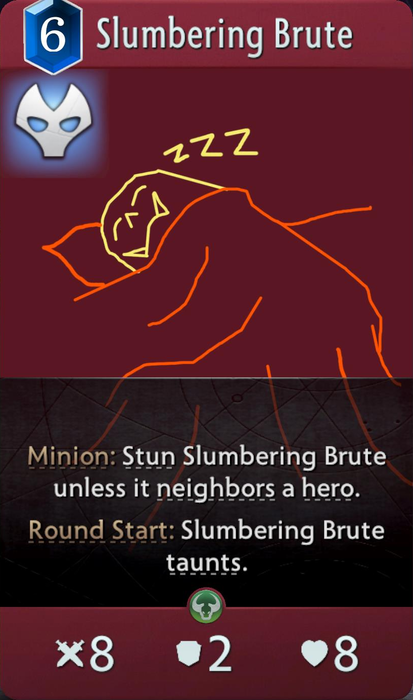 6 Slumbering Brute
zzz
Minion: Stun Slumbering Brute
unless it neighbors a hero.
Round Start: Slumbering Brute
taunts.
8 2 8